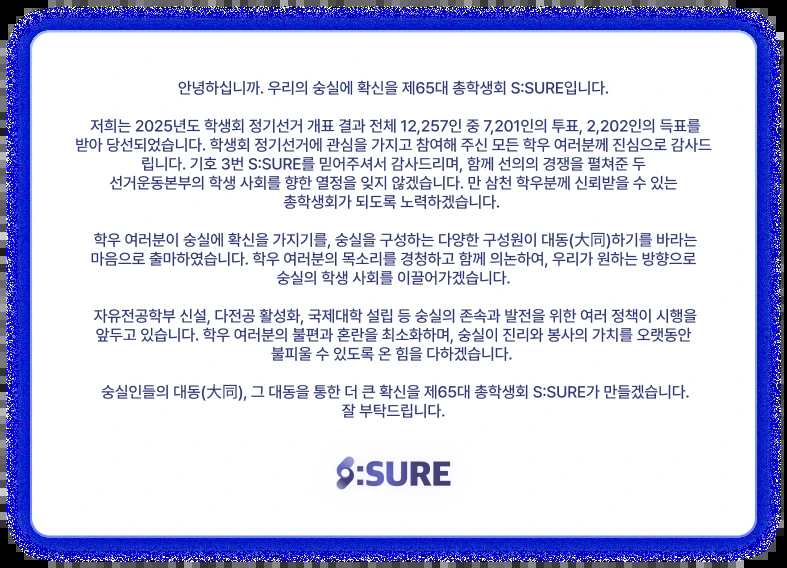 안녕하십니까. 우리의 숭실에 확신을 제65대 총학생회 S:SURE입니다.
저희는 2025년도 학생회 정기선거 개표 결과 전체 12,257인 중 7,201인의 투표, 2,202인의 득표를
받아 당선되었습니다. 학생회 정기선거에 관심을 가지고 참여해 주신 모든 학우 여러분께 진심으로 감사드
립니다. 기호 3번 S:SURE를 믿어주셔서 감사드리며, 함께 선의의 경쟁을 펼쳐준 두
선거운동본부의 학생 사회를 향한 열정을 잊지 않겠습니다. 만 삼천 학우분께 신뢰받을 수 있는
총학생회가 되도록 노력하겠습니다.
학우 여러분이 숭실에 확신을 가지기를, 숭실을 구성하는 다양한 구성원이 대동(大同)하기를 바라는
마음으로 출마하였습니다. 학우 여러분의 목소리를 경청하고 함께 의논하여, 우리가 원하는 방향으로
숭실의 학생 사회를 이끌어가겠습니다.
자유전공학부 신설, 다전공 활성화, 국제대학 설립 등 숭실의 존속과 발전을 위한 여러 정책이 시행을
앞두고 있습니다. 학우 여러분의 불편과 혼란을 최소화하며, 숭실이 진리와 봉사의 가치를 오랫동안
불피울 수 있도록 온 힘을 다하겠습니다.
숭실인들의 대동(大同), 그 대동을 통한 더 큰 확신을 제65대 총학생회 S:SURE가 만들겠습니다.
잘 부탁드립니다.
S:SURE